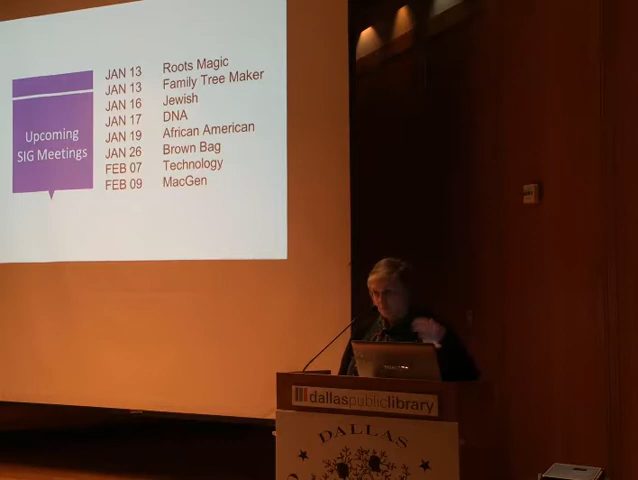 Upcoming
SIG Meetings
JAN 13 Roots Magic
JAN 13 Family Tree Maker
JAN 16 Jewish
JAN 17 DNA
JAN 19 African American
JAN 26 Brown Bag
FEB 07 Technology
FEB 09 MacGen
dallaspubliclibrary
DALLAS